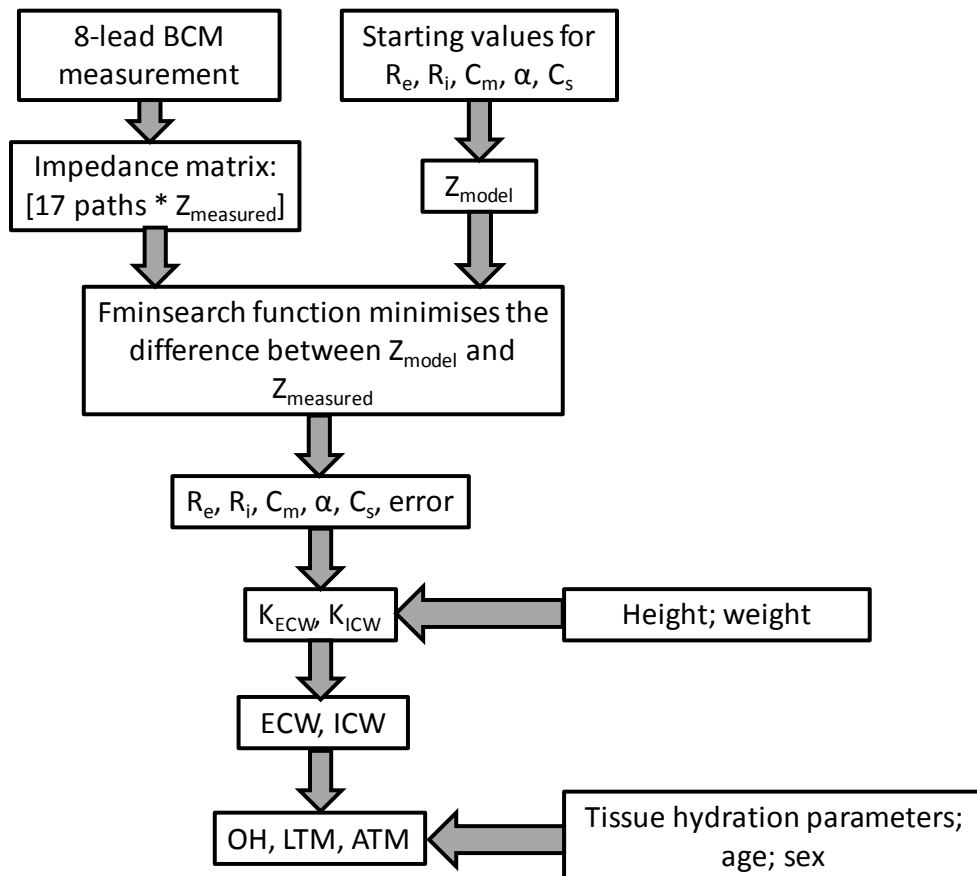 8-lead BCM
measurement
Starting values for
Re, Ri, Cm, α, Cs
Impedance matrix:
[17 paths * Zmeasured]
Zmodel
Fminsearch function minimises the
difference between Zmodel and
Zmeasured
Re, Ri, Cm, α, Cs, error
KECW, KICW
Height; weight
ECW, ICW
OH, LTM, ATM
Tissue hydration parameters;
age; sex